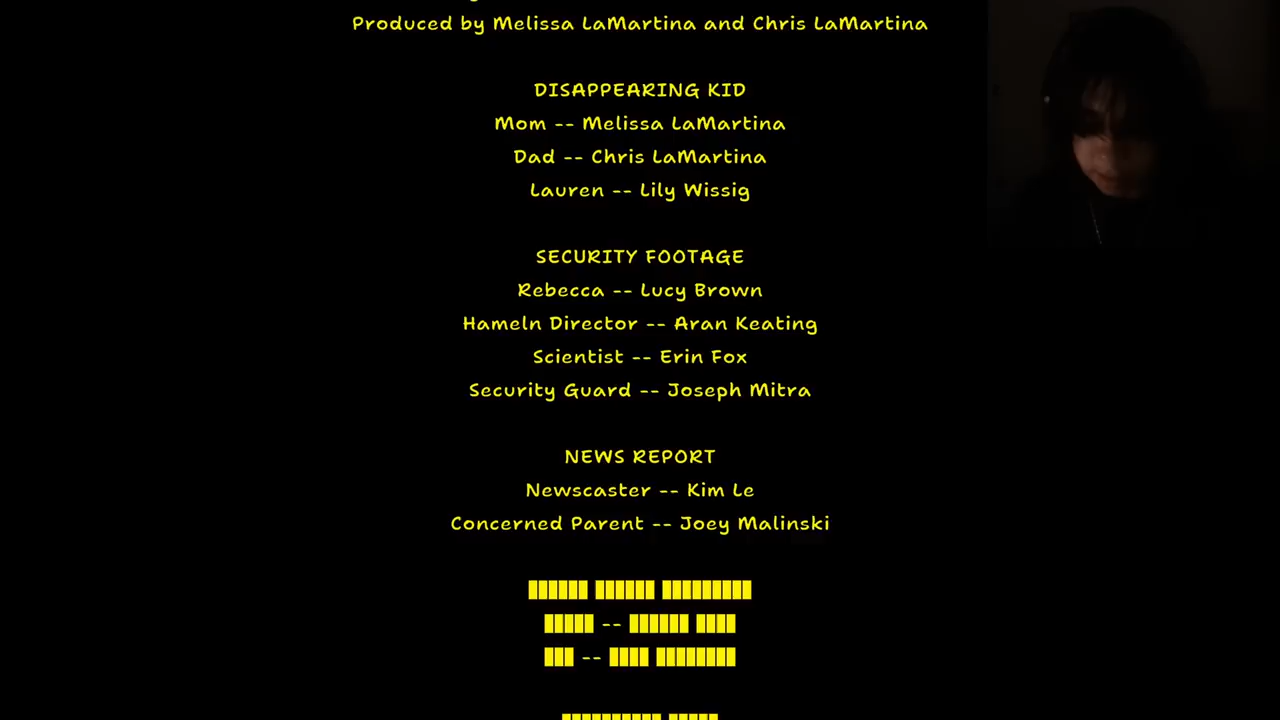 Produced by Melissa LaMartina and Chris LaMartina
DISAPPEARING KID
Mom -- Melissa LaMartina
Dad -- Chris LaMartina
Lauren -- Lily Wissig
SECURITY FOOTAGE
Rebecca -- Lucy Brown
Hameln Director -- Aran Keating
Scientist -- Erin Fox
Security Guard -- Joseph Mitra
NEWS REPORT
Newscaster -- Kim Le
Concerned Parent -- Joey Malinski